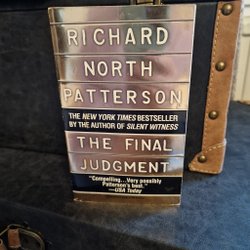 RICHARD
NORTH
PATTERSON
THE NEW YORK TIMES BESTSELLER
BY THE AUTHOR OF SILENT WITNESS
THE FINAL
JUDGMENT
"Compelling...Very possibly
Patterson's best."
—USA Today